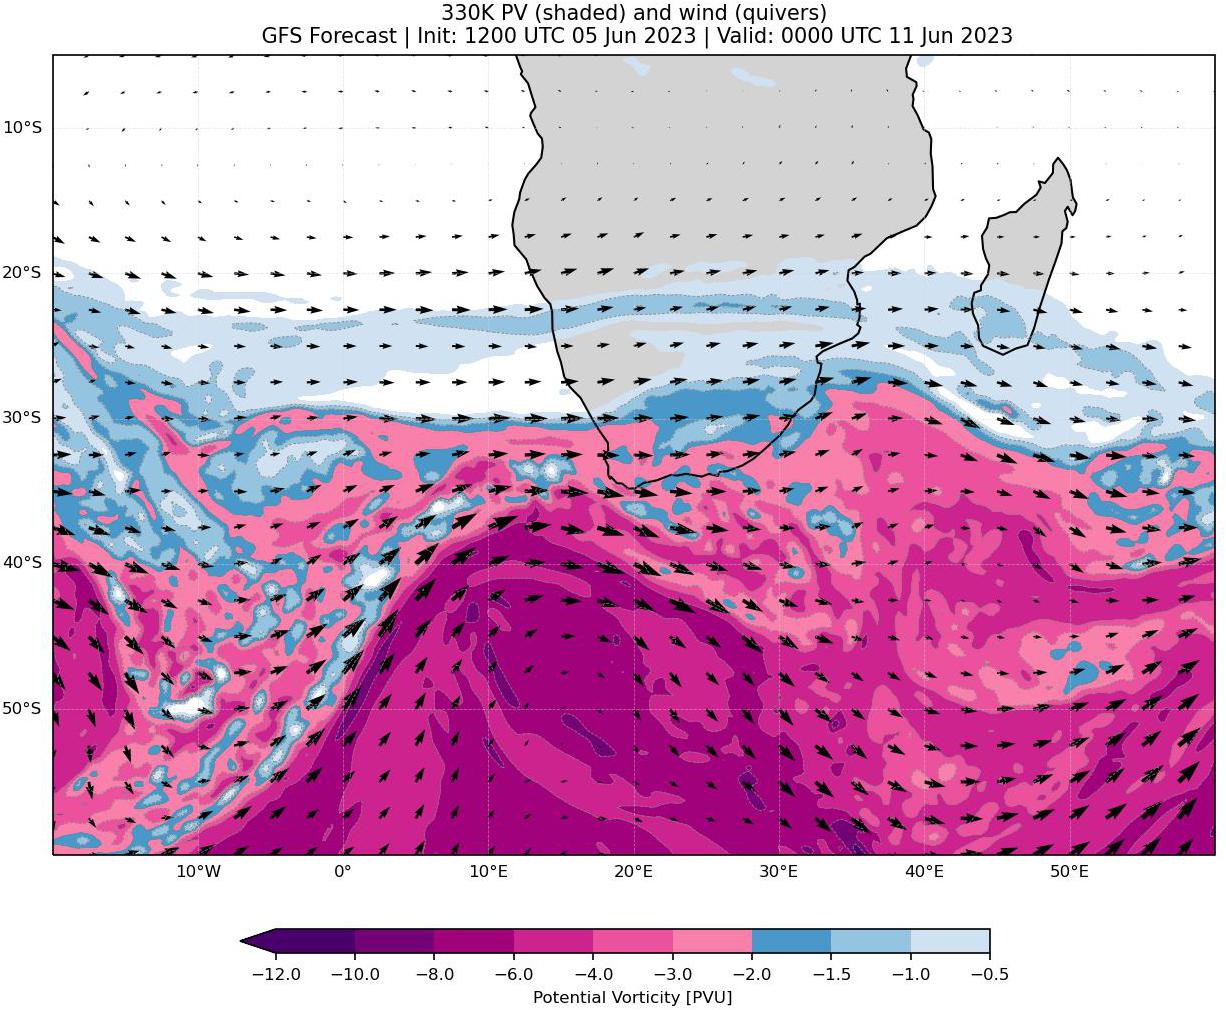 330K PV (shaded) and wind (quivers)
GFS Forecast | Init: 1200 UTC 05 Jun 2023 | Valid: 0000 UTC 11 Jun 2023
10°S
20°S
30°S
40°S
50°S
10°W 0° 10°E 20°E 30°E 40°E 50°E
−12.0 −10.0 −8.0 −6.0 −4.0 −3.0 −2.0 −1.5 −1.0 −0.5
Potential Vorticity [PVU]